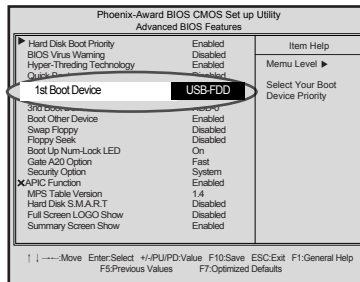 Phoenix-Award BIOS CMOS Set up Utility
Advanced BIOS Features
Hard Disk Boot Priority Enabled
BIOS Virus Warning Disabled
Hyper-Threding Technology Enabled
1st Boot Device USB-FDD
Boot Other Device Enabled
Swap Floppy Disabled
Floppy Seek Disabled
Boot Up Num-Lock LED On
Gate A20 Option Fast
Security Option System
APIC Function Enabled
MPS Table Version 1.4
Hard Disk S.M.A.R.T Disabled
Full Screen LOGO Show Disabled
Summary Screen Show Enabled
Item Help
Menu Level ▶
Select Your Boot
Device Priority
↑↓→←:Move Enter:Select +/-/PU/PD:Value F10:Save ESC:Exit F1:General Help
F5:Previous Values F7:Optimized Defaults